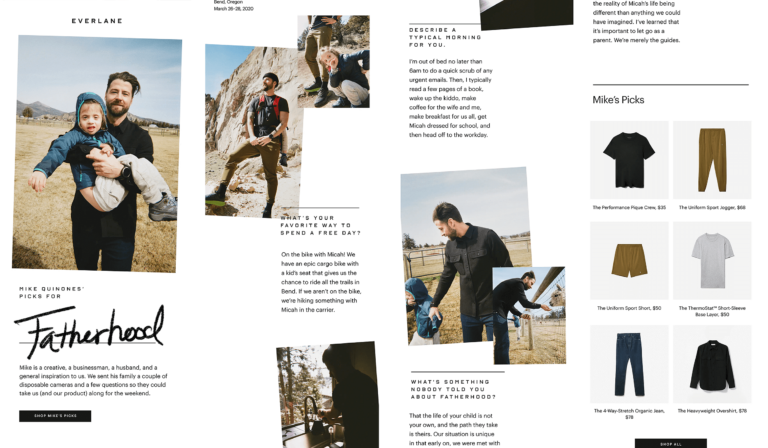 EVERLANE
MIKE QUINONES'
PICKS FOR
Fatherhood
Mike is a creative, a businessman, a husband, and a
general inspiration to us. We sent his family a couple of
disposable cameras and a few questions so they could
take us (and our product) along for the weekend.
SHOP MIKE'S PICKS
Bend, Oregon
March 26-28, 2020
WHAT'S YOUR
FAVORITE WAY TO
SPEND A FREE DAY?
On the bike with Micah! We
have an epic cargo bike with
a kid's seat that gives us the
chance to ride all the trails in
Bend. If we aren't on the bike,
we're hiking something with
Micah in the carrier.
DESCRIBE A
TYPICAL MORNING
FOR YOU.
I'm out of bed no later than
6am to do a quick scrub of any
urgent emails. Then, I typically
read a few pages of a book,
wake up the kiddo, make
coffee for the wife and me,
make breakfast for us all, get
Micah dressed for school, and
then head off to the workday.
WHAT'S SOMETHING
NOBODY TOLD YOU
ABOUT FATHERHOOD?
That the life of your child is not
your own, and the path they take
is theirs. Our situation is unique
in that early on, we were met with
the reality of Micah's life being
different than anything we could
have imagined. I've learned that
it's important to let go as a
parent. We're merely the guides.
Mike's Picks
The Performance Pique Crew, $35
The Uniform Sport Jogger, $68
The Uniform Sport Short, $50
The ThermoStat™ Short-Sleeve
Base Layer, $50
The 4-Way-Stretch Organic Jean,
$78
The Heavyweight Overshirt, $78
SHOP ALL